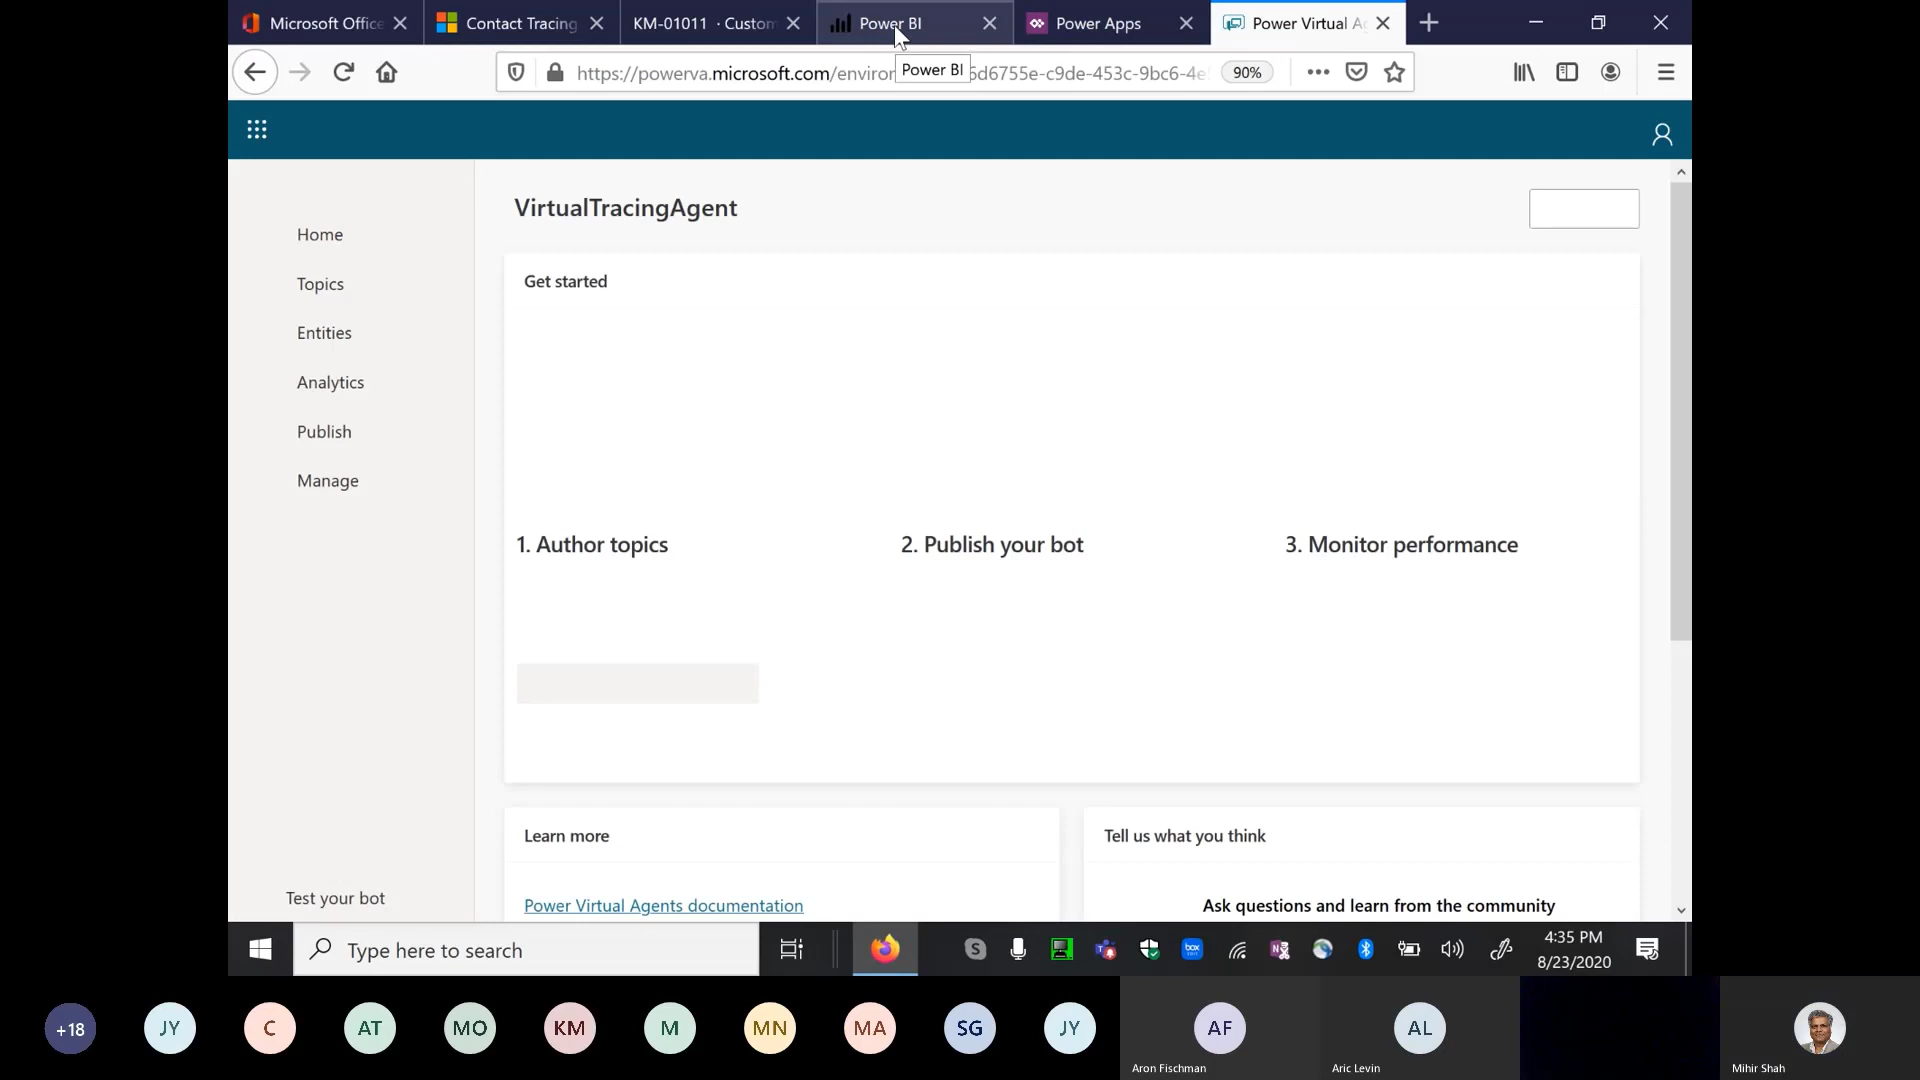 Microsoft Office
Contact Tracing
KM-01011 · Custom
Power BI
Power Apps
Power Virtual A
https://powerva.microsoft.com/environ
6d6755e-c9de-453c-9bc6-4e
90%
Power BI
VirtualTracingAgent
Home
Topics
Entities
Analytics
Publish
Manage
Test your bot
Get started
1. Author topics
2. Publish your bot
3. Monitor performance
Learn more
Power Virtual Agents documentation
Tell us what you think
Ask questions and learn from the community
Type here to search
box
4:35 PM
8/23/2020
+18
JY
C
AT
MO
KM
M
MN
MA
SG
JY
AF
Aron Fischman
AL
Aric Levin
Mihir Shah